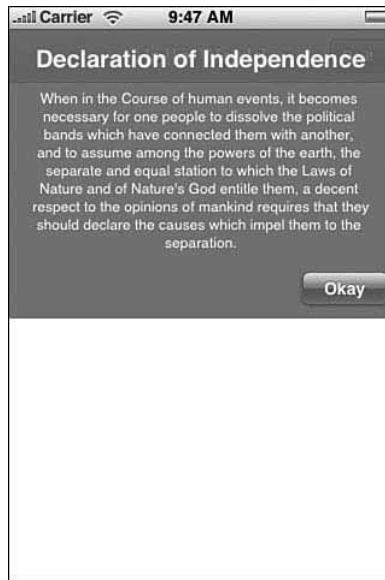 Carrier 9:47 AM
Declaration of Independence
When in the Course of human events, it becomes
necessary for one people to dissolve the political
bands which have connected them with another,
and to assume among the powers of the earth, the
separate and equal station to which the Laws of
Nature and of Nature's God entitle them, a decent
respect to the opinions of mankind requires that they
should declare the causes which impel them to the
separation.
Okay